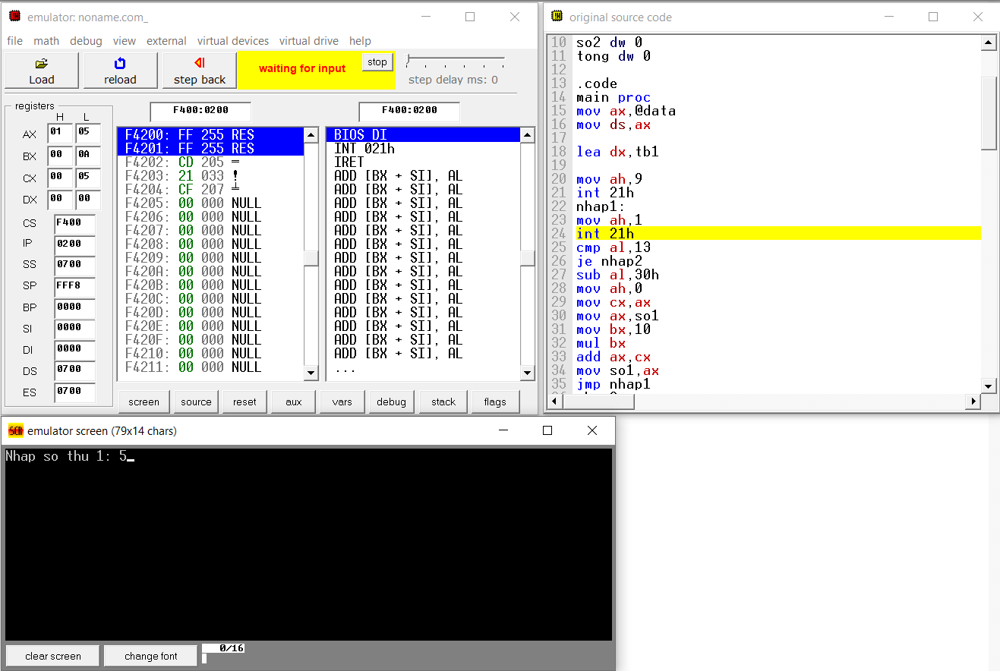 emulator: noname.com_
file math debug view external virtual devices virtual drive help
Load reload step back waiting for input stop step delay ms: 0
registers
H L
AX 01 05
BX 00 0A
CX 00 05
DX 00 00
CS F400
IP 0200
SS 0700
SP FFF8
BP 0000
SI 0000
DI 0000
DS 0700
ES 0700
F400:0200
F4200: FF 255 RES
F4201: FF 255 RES
F4202: CD 205 =
F4203: 21 033 !
F4204: CF 207 ╧
F4205: 00 000 NULL
F4206: 00 000 NULL
F4207: 00 000 NULL
F4208: 00 000 NULL
F4209: 00 000 NULL
F420A: 00 000 NULL
F420B: 00 000 NULL
F420C: 00 000 NULL
F420D: 00 000 NULL
F420E: 00 000 NULL
F420F: 00 000 NULL
F4210: 00 000 NULL
F4211: 00 000 NULL
F400:0200
BIOS DI
INT 021h
IRET
ADD [BX + SI], AL
ADD [BX + SI], AL
ADD [BX + SI], AL
ADD [BX + SI], AL
ADD [BX + SI], AL
ADD [BX + SI], AL
ADD [BX + SI], AL
ADD [BX + SI], AL
ADD [BX + SI], AL
ADD [BX + SI], AL
ADD [BX + SI], AL
ADD [BX + SI], AL
ADD [BX + SI], AL
ADD [BX + SI], AL
...
screen source reset aux vars debug stack flags
original source code
10 so2 dw 0
11 tong dw 0
12
13 .code
14 main proc
15 mov ax,@data
16 mov ds,ax
17
18 lea dx,tb1
19
20 mov ah,9
21 int 21h
22 nhap1:
23 mov ah,1
24 int 21h
25 cmp al,13
26 je nhap2
27 sub al,30h
28 mov ah,0
29 mov cx,ax
30 mov ax,so1
31 mov bx,10
32 mul bx
33 add ax,cx
34 mov so1,ax
35 jmp nhap1
emulator screen (79x14 chars)
Nhap so thu 1: 5_
clear screen change font 0/16